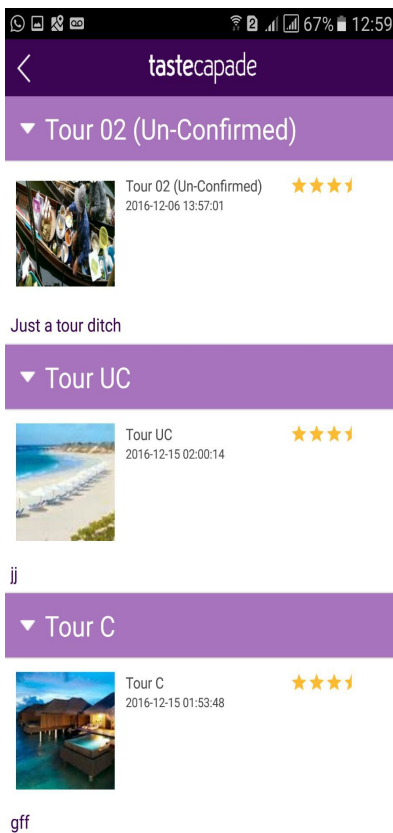 2 67% 12:59
tastecapade
Tour 02 (Un-Confirmed)
Tour 02 (Un-Confirmed)
2016-12-06 13:57:01
Just a tour ditch
Tour UC
Tour UC
2016-12-15 02:00:14
jj
Tour C
Tour C
2016-12-15 01:53:48
gff